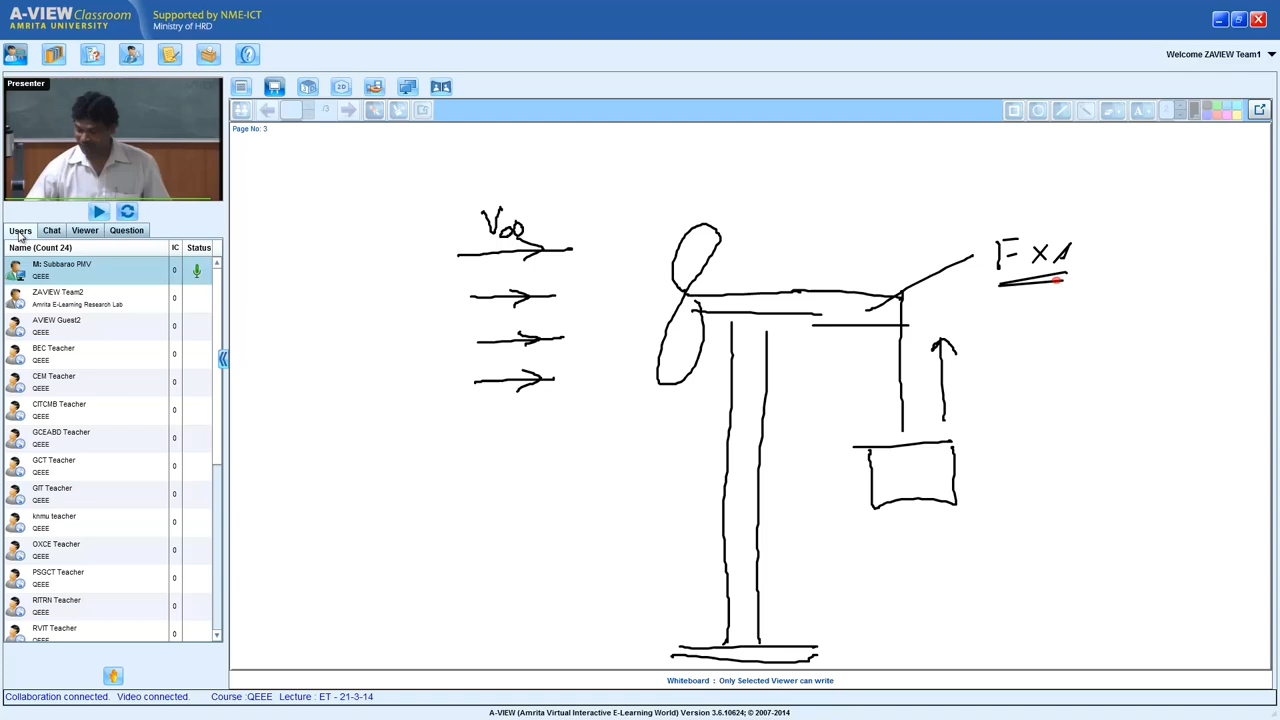 A-VIEW Classroom
AMRITA UNIVERSITY
Supported by NME-ICT
Ministry of HRD
Welcome ZAVIEW Team1
Presenter
2D
/3
A
2
Page No: 3
V∞
F x s
Users
Chat
Viewer
Question
Name (Count 24)
IC
Status
M: Subbarao PMV
QEEE
0
ZAVIEW Team2
Amrita E-Learning Research Lab
0
AVIEW Guest2
QEEE
0
BEC Teacher
QEEE
0
CEM Teacher
QEEE
0
CITCMB Teacher
QEEE
0
GCEABD Teacher
QEEE
0
GCT Teacher
QEEE
0
GIT Teacher
QEEE
0
knmu teacher
QEEE
0
OXCE Teacher
QEEE
0
PSGCT Teacher
QEEE
0
RITRN Teacher
QEEE
0
RVIT Teacher
QEEE
0
Whiteboard : Only Selected Viewer can write
Collaboration connected. Video connected. Course :QEEE Lecture : ET - 21-3-14
A-VIEW (Amrita Virtual Interactive E-Learning World) Version 3.6.10624; © 2007-2014